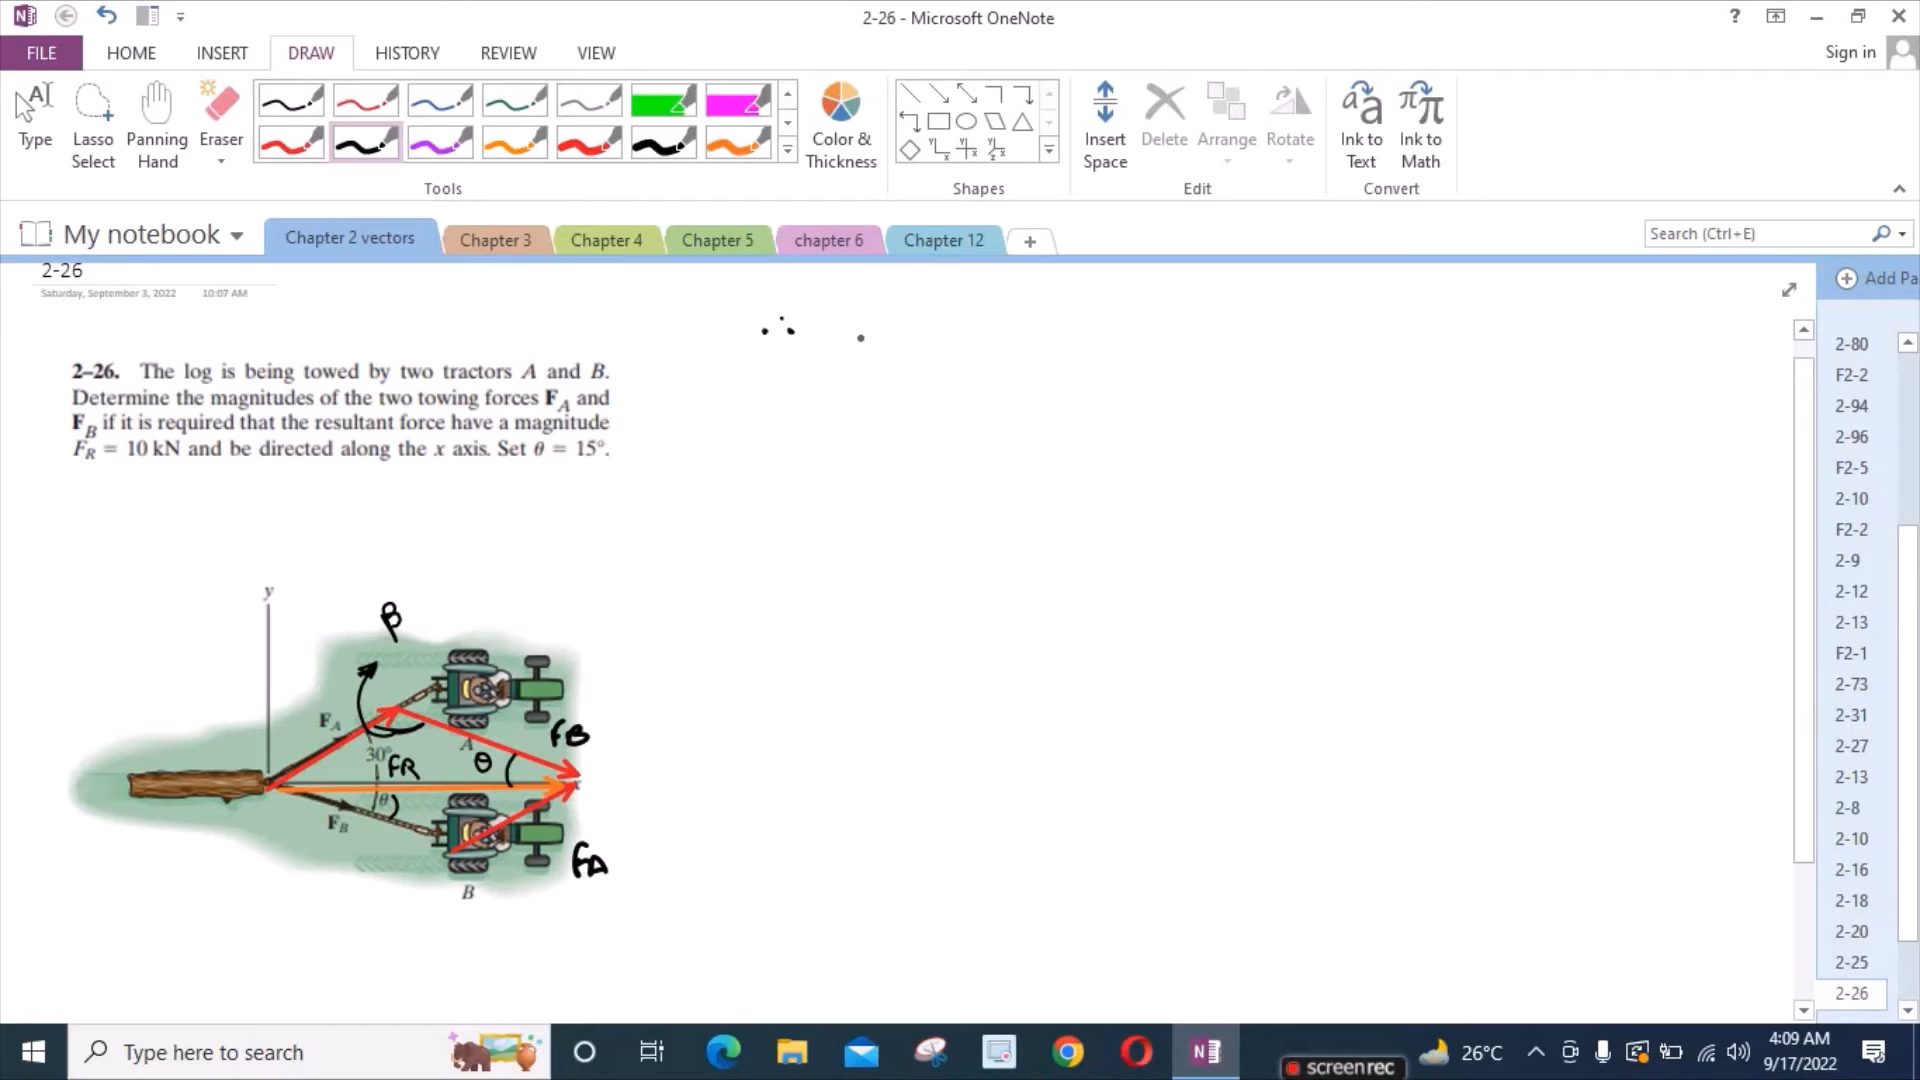 2-26 - Microsoft OneNote
?
FILE HOME INSERT DRAW HISTORY REVIEW VIEW
Sign in
Type
Lasso Select
Panning Hand
Eraser
Color & Thickness
Insert Space
Delete
Arrange
Rotate
Ink to Text
Ink to Math
Tools
Shapes
Edit
Convert
My notebook
Chapter 2 vectors
Chapter 3
Chapter 4
Chapter 5
chapter 6
Chapter 12
Search (Ctrl+E)
2-26
Saturday, September 3, 2022 10:07 AM
Add Pa
∴
2–26. The log is being towed by two tractors A and B.
Determine the magnitudes of the two towing forces F_A and
F_B if it is required that the resultant force have a magnitude
F_R = 10 kN and be directed along the x axis. Set θ = 15°.
y
β
F_A
FB
A
30°
FR
θ
θ
F_B
FA
B
2-80
F2-2
2-94
2-96
F2-5
2-10
F2-2
2-9
2-12
2-13
F2-1
2-73
2-31
2-27
2-13
2-8
2-10
2-16
2-18
2-20
2-25
2-26
Type here to search
screenrec
26°C
4:09 AM
9/17/2022